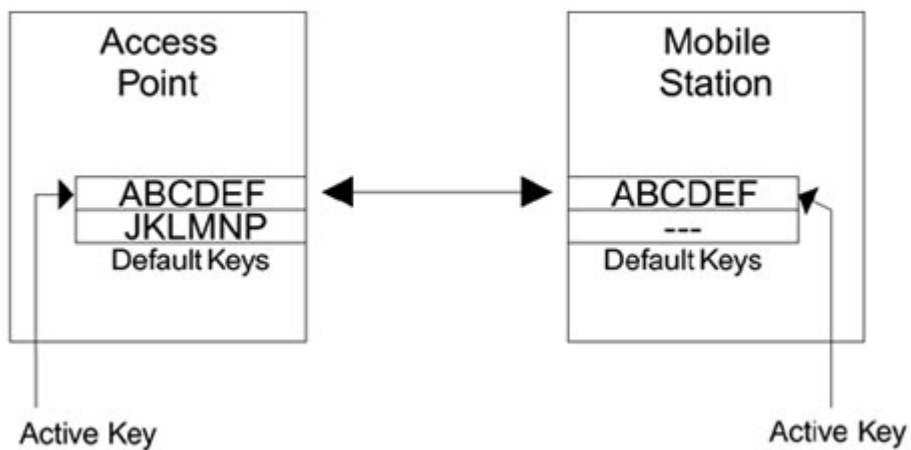 Access
Point
Mobile
Station
ABCDEF
JKLMNP
Default Keys
ABCDEF
---
Default Keys
Active Key
Active Key